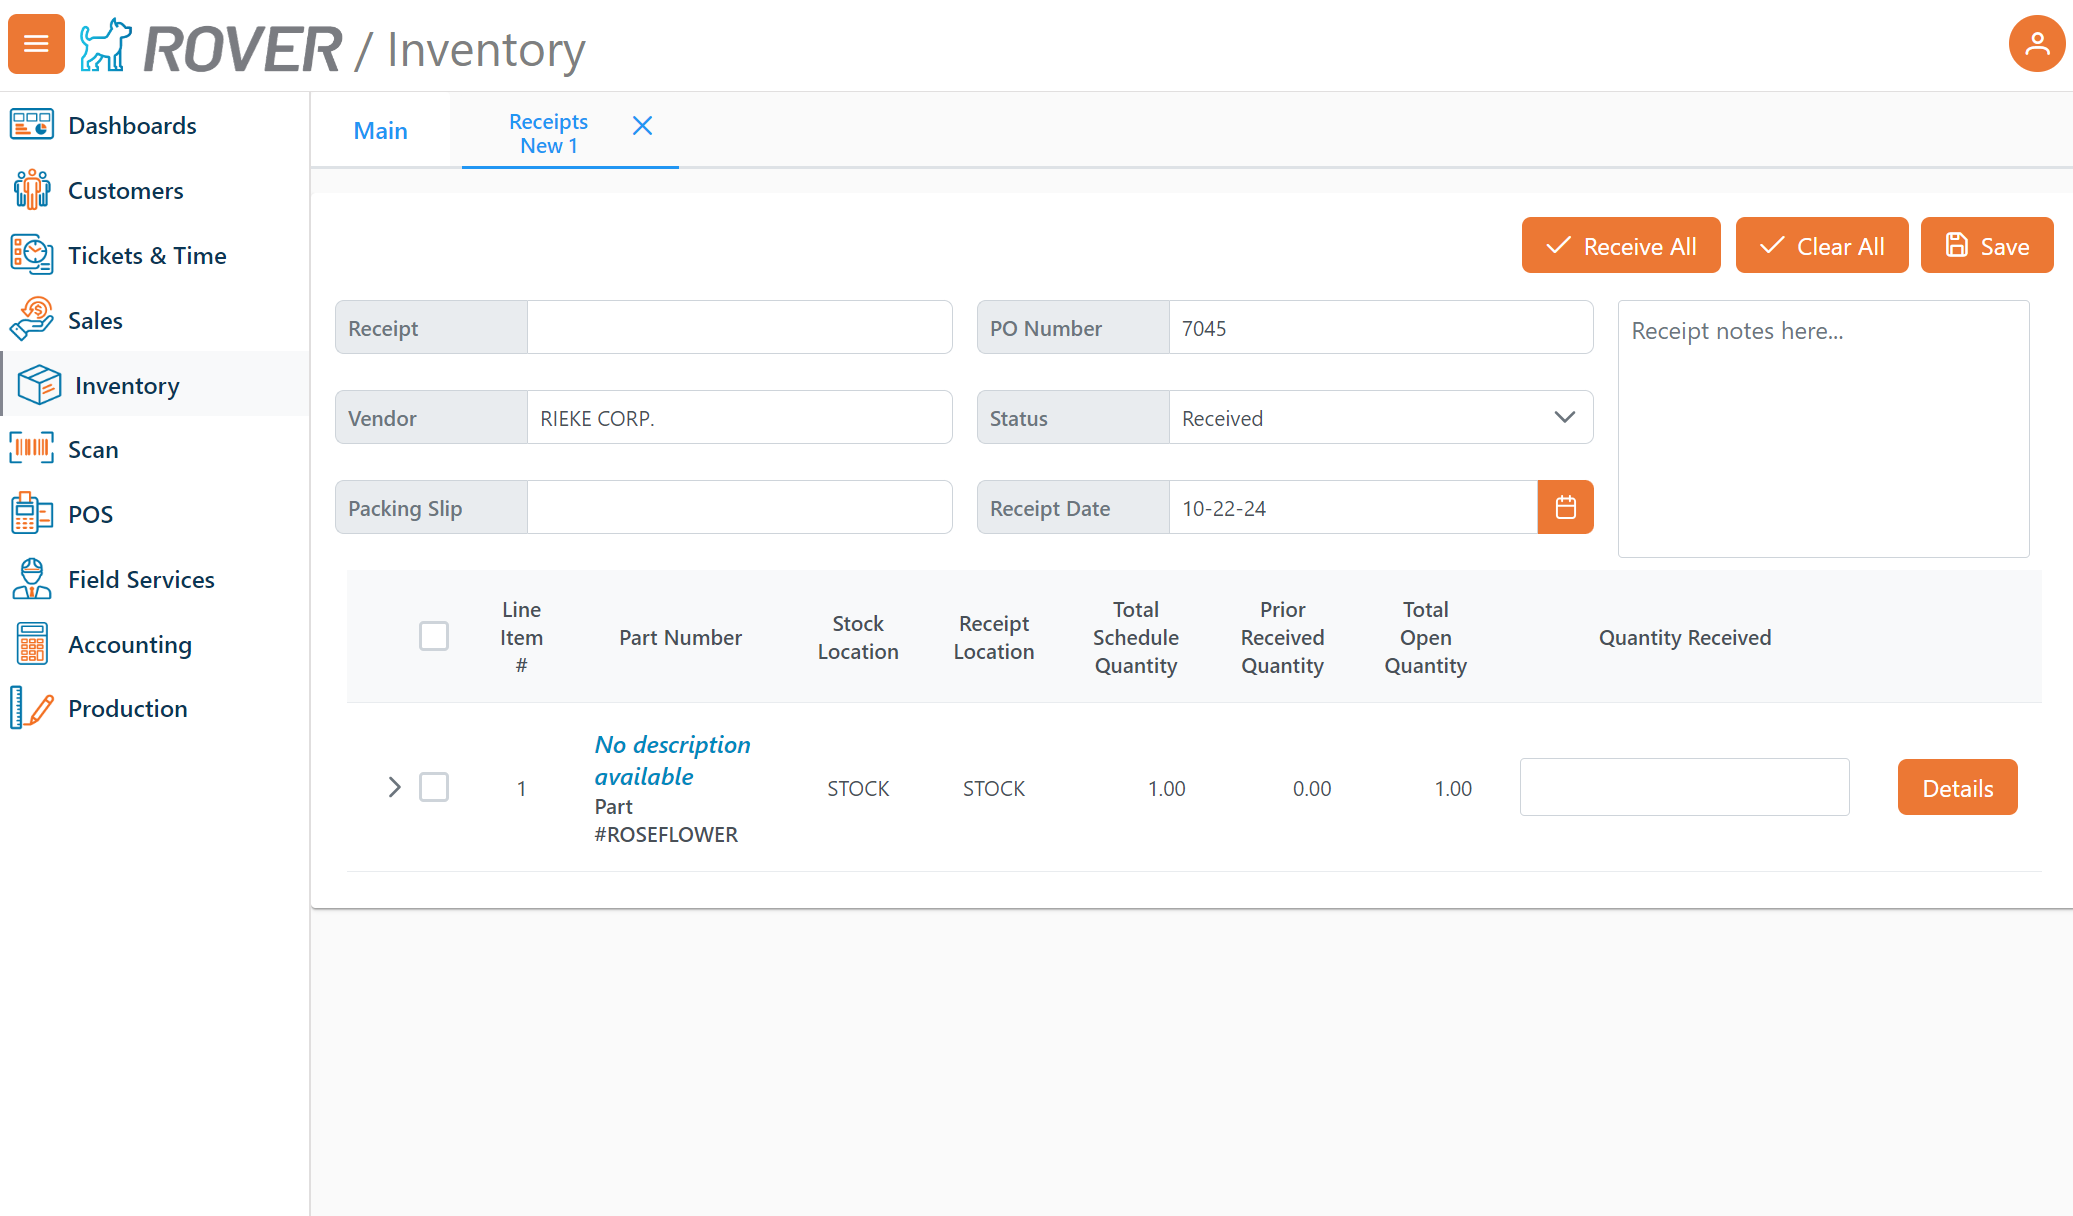 ROVER / Inventory
Dashboards
Customers
Tickets & Time
Sales
Inventory
Scan
POS
Field Services
Accounting
Production
Main
Receipts
New 1
Receive All
Clear All
Save
Receipt
PO Number 7045
Receipt notes here...
Vendor RIEKE CORP.
Status Received
Packing Slip
Receipt Date 10-22-24
Line
Item
#
Part Number
Stock
Location
Receipt
Location
Total
Schedule
Quantity
Prior
Received
Quantity
Total
Open
Quantity
Quantity Received
1
No description
available
Part
#ROSEFLOWER
STOCK
STOCK
1.00
0.00
1.00
Details